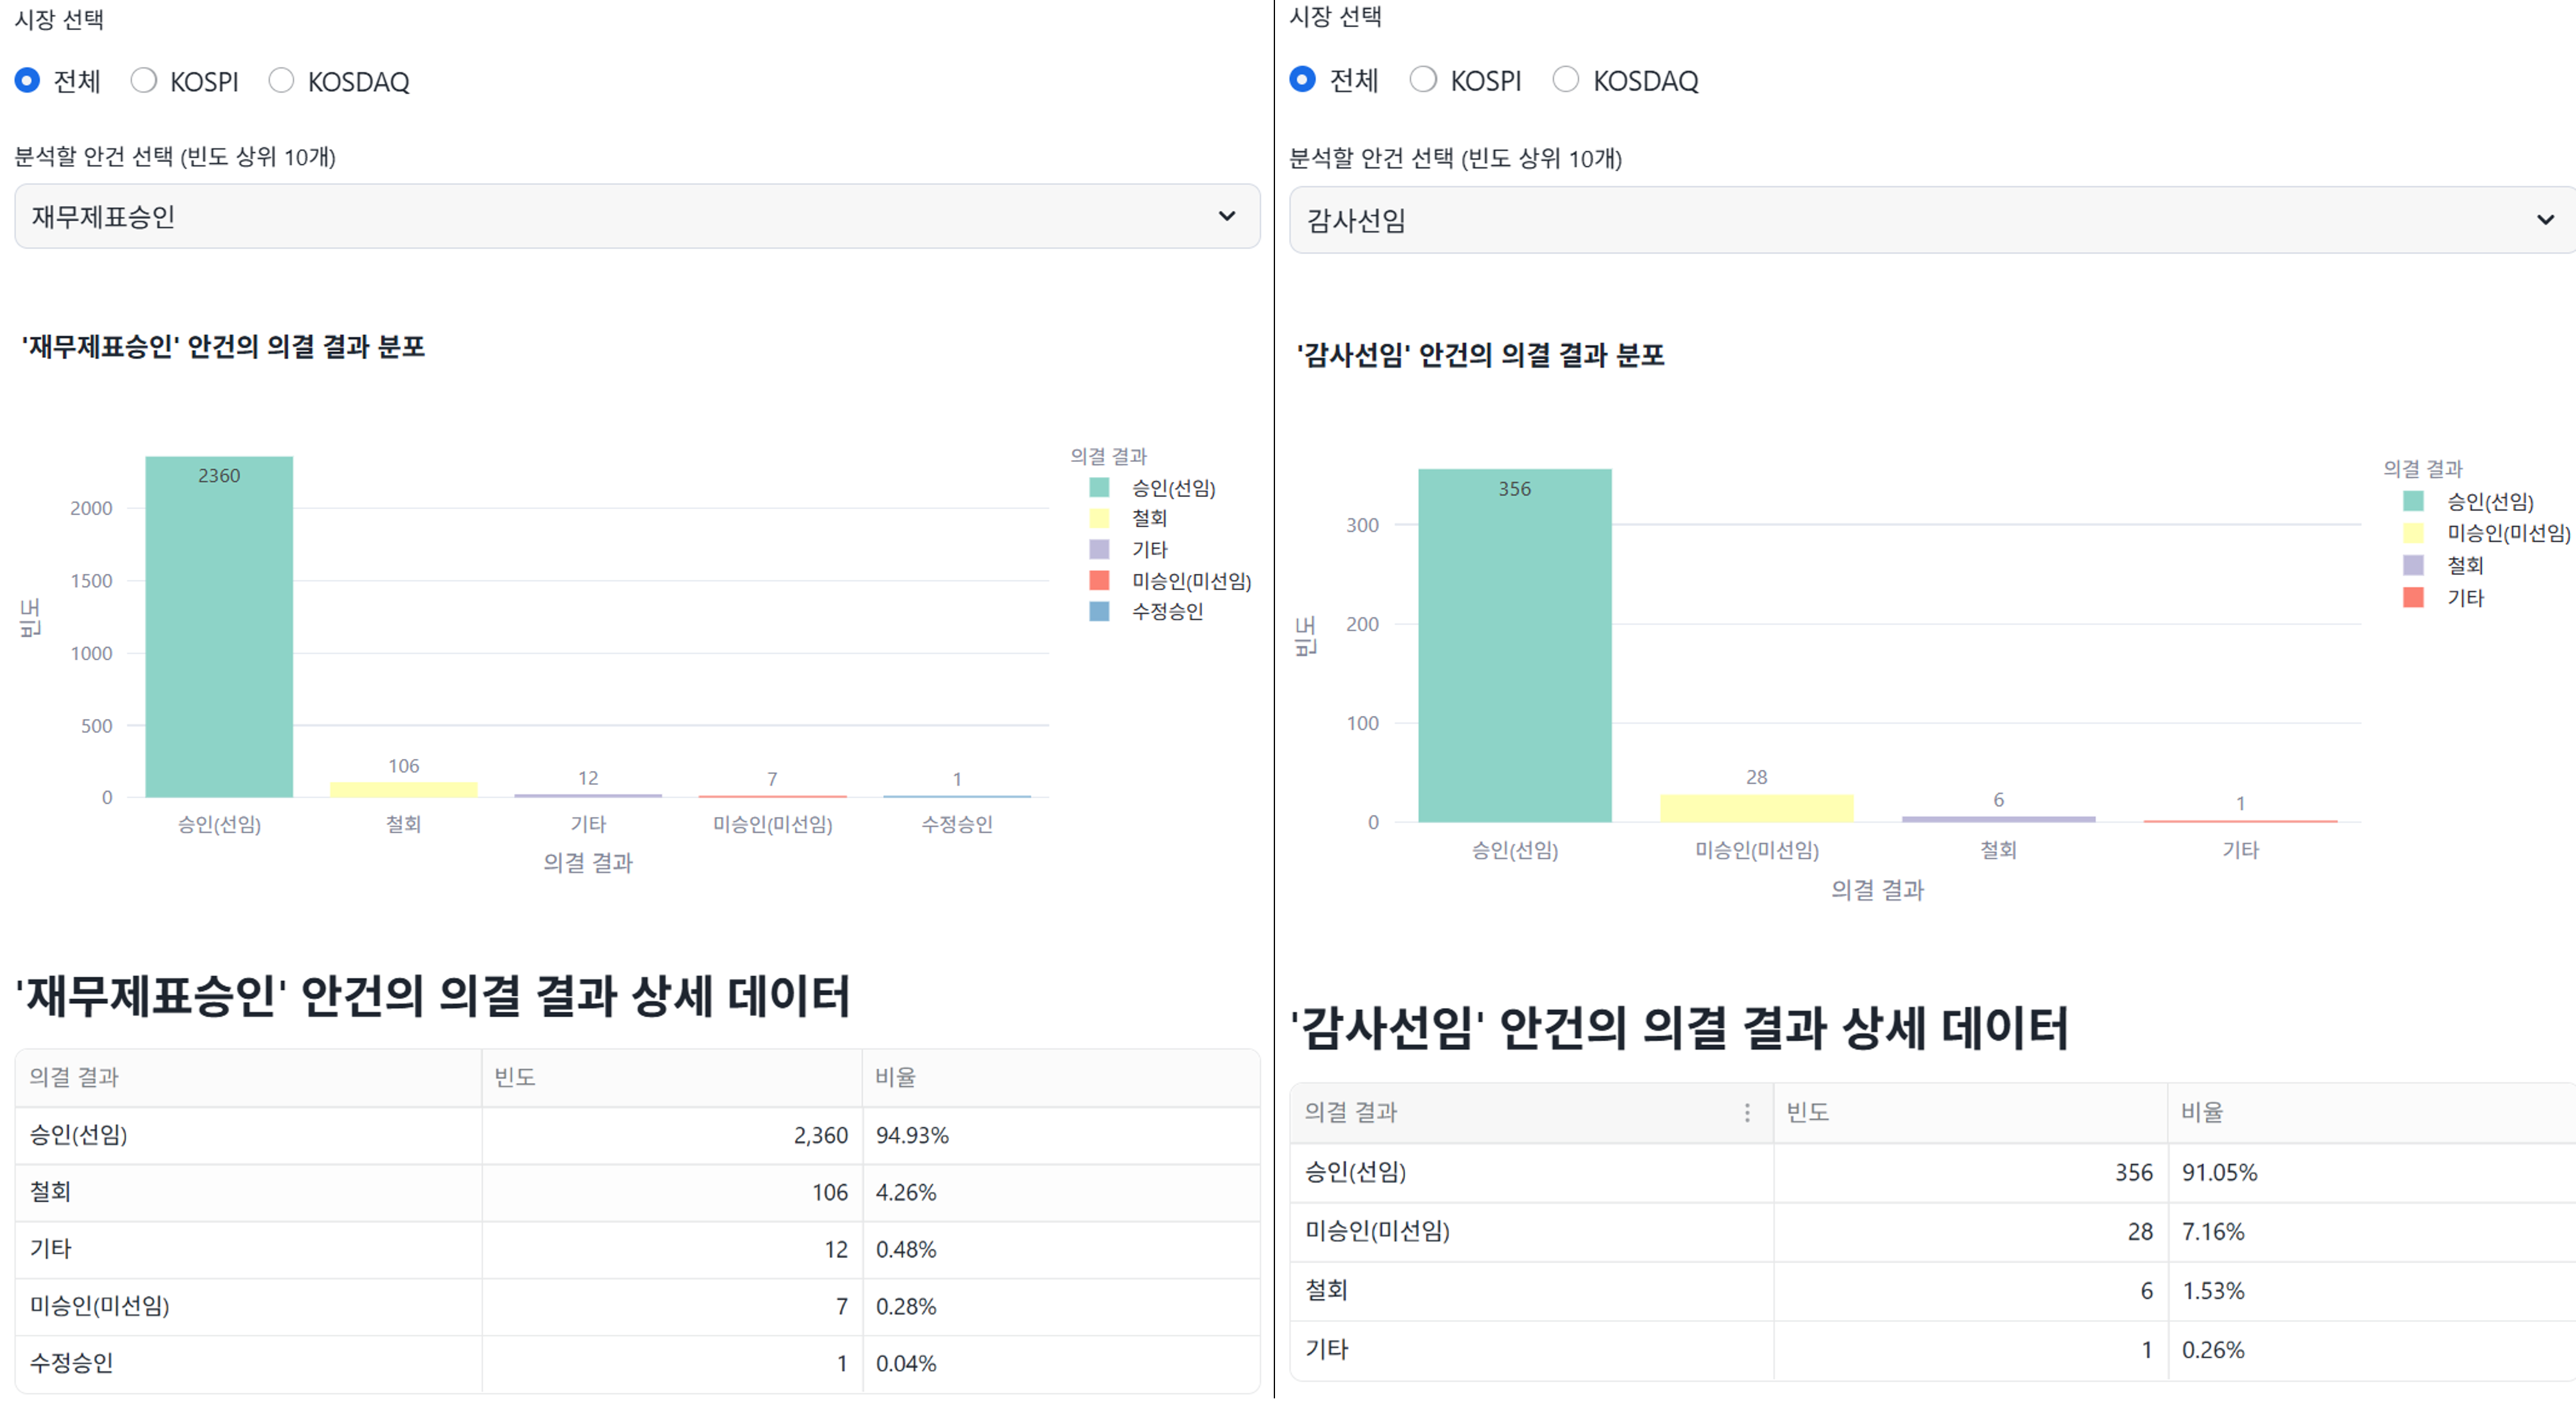 시장 선택
전체 KOSPI KOSDAQ
분석할 안건 선택 (빈도 상위 10개)
재무제표승인
'재무제표승인' 안건의 의결 결과 분포
2360
106
12
7
1
2000
1500
1000
500
0
빈도
승인(선임) 철회 기타 미승인(미선임) 수정승인
의결 결과
의결 결과
승인(선임)
철회
기타
미승인(미선임)
수정승인
'재무제표승인' 안건의 의결 결과 상세 데이터
의결 결과 빈도 비율
승인(선임) 2,360 94.93%
철회 106 4.26%
기타 12 0.48%
미승인(미선임) 7 0.28%
수정승인 1 0.04%
시장 선택
전체 KOSPI KOSDAQ
분석할 안건 선택 (빈도 상위 10개)
감사선임
'감사선임' 안건의 의결 결과 분포
356
28
6
1
300
200
100
0
빈도
승인(선임) 미승인(미선임) 철회 기타
의결 결과
의결 결과
승인(선임)
미승인(미선임)
철회
기타
'감사선임' 안건의 의결 결과 상세 데이터
의결 결과 빈도 비율
승인(선임) 356 91.05%
미승인(미선임) 28 7.16%
철회 6 1.53%
기타 1 0.26%